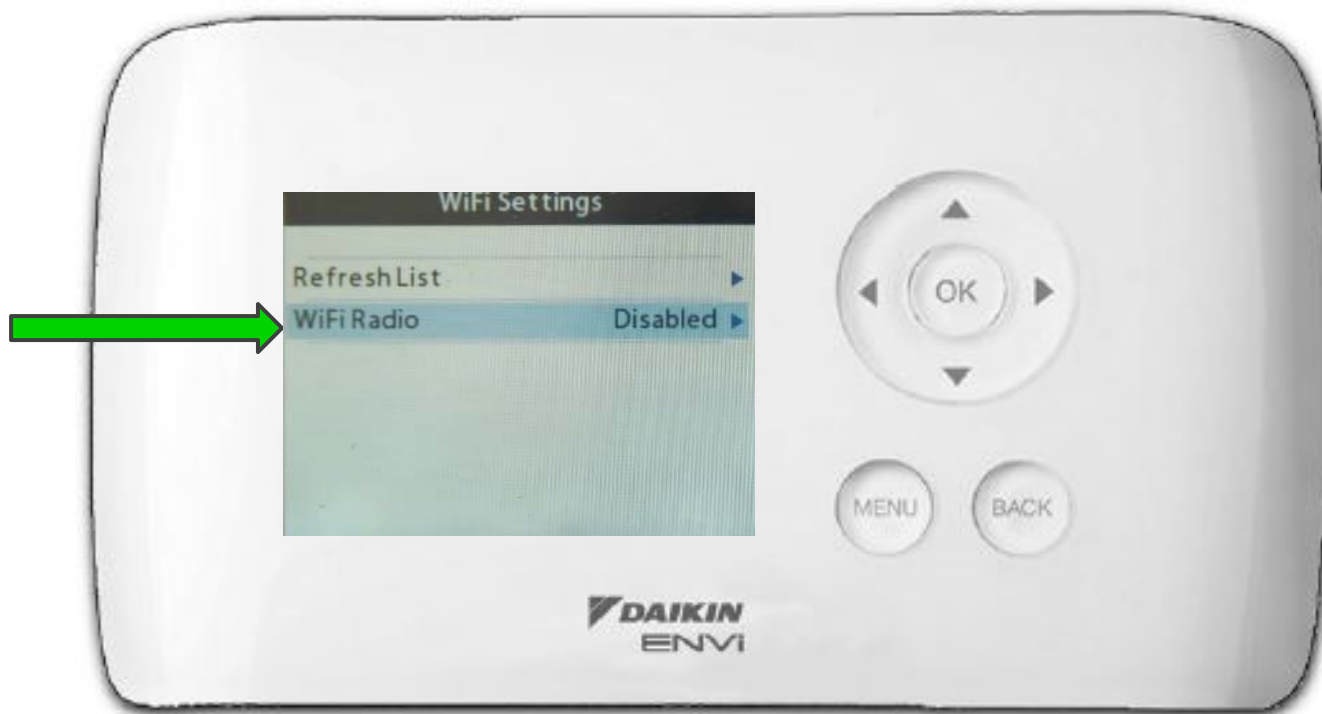 WiFi Settings
Refresh List
WiFi Radio Disabled
OK
MENU BACK
DAIKIN
ENVi